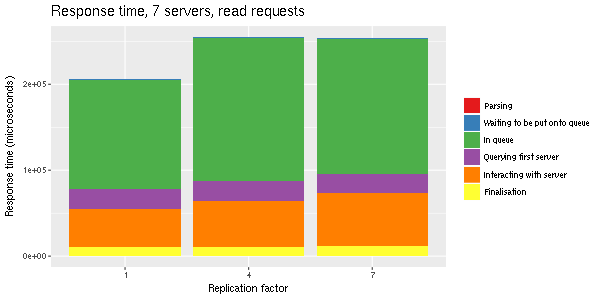 Response time, 7 servers, read requests
Response time (microseconds)
2e+05
1e+05
0e+00
1
4
7
Replication factor
Parsing
Waiting to be put onto queue
In queue
Querying first server
Interacting with server
Finalisation